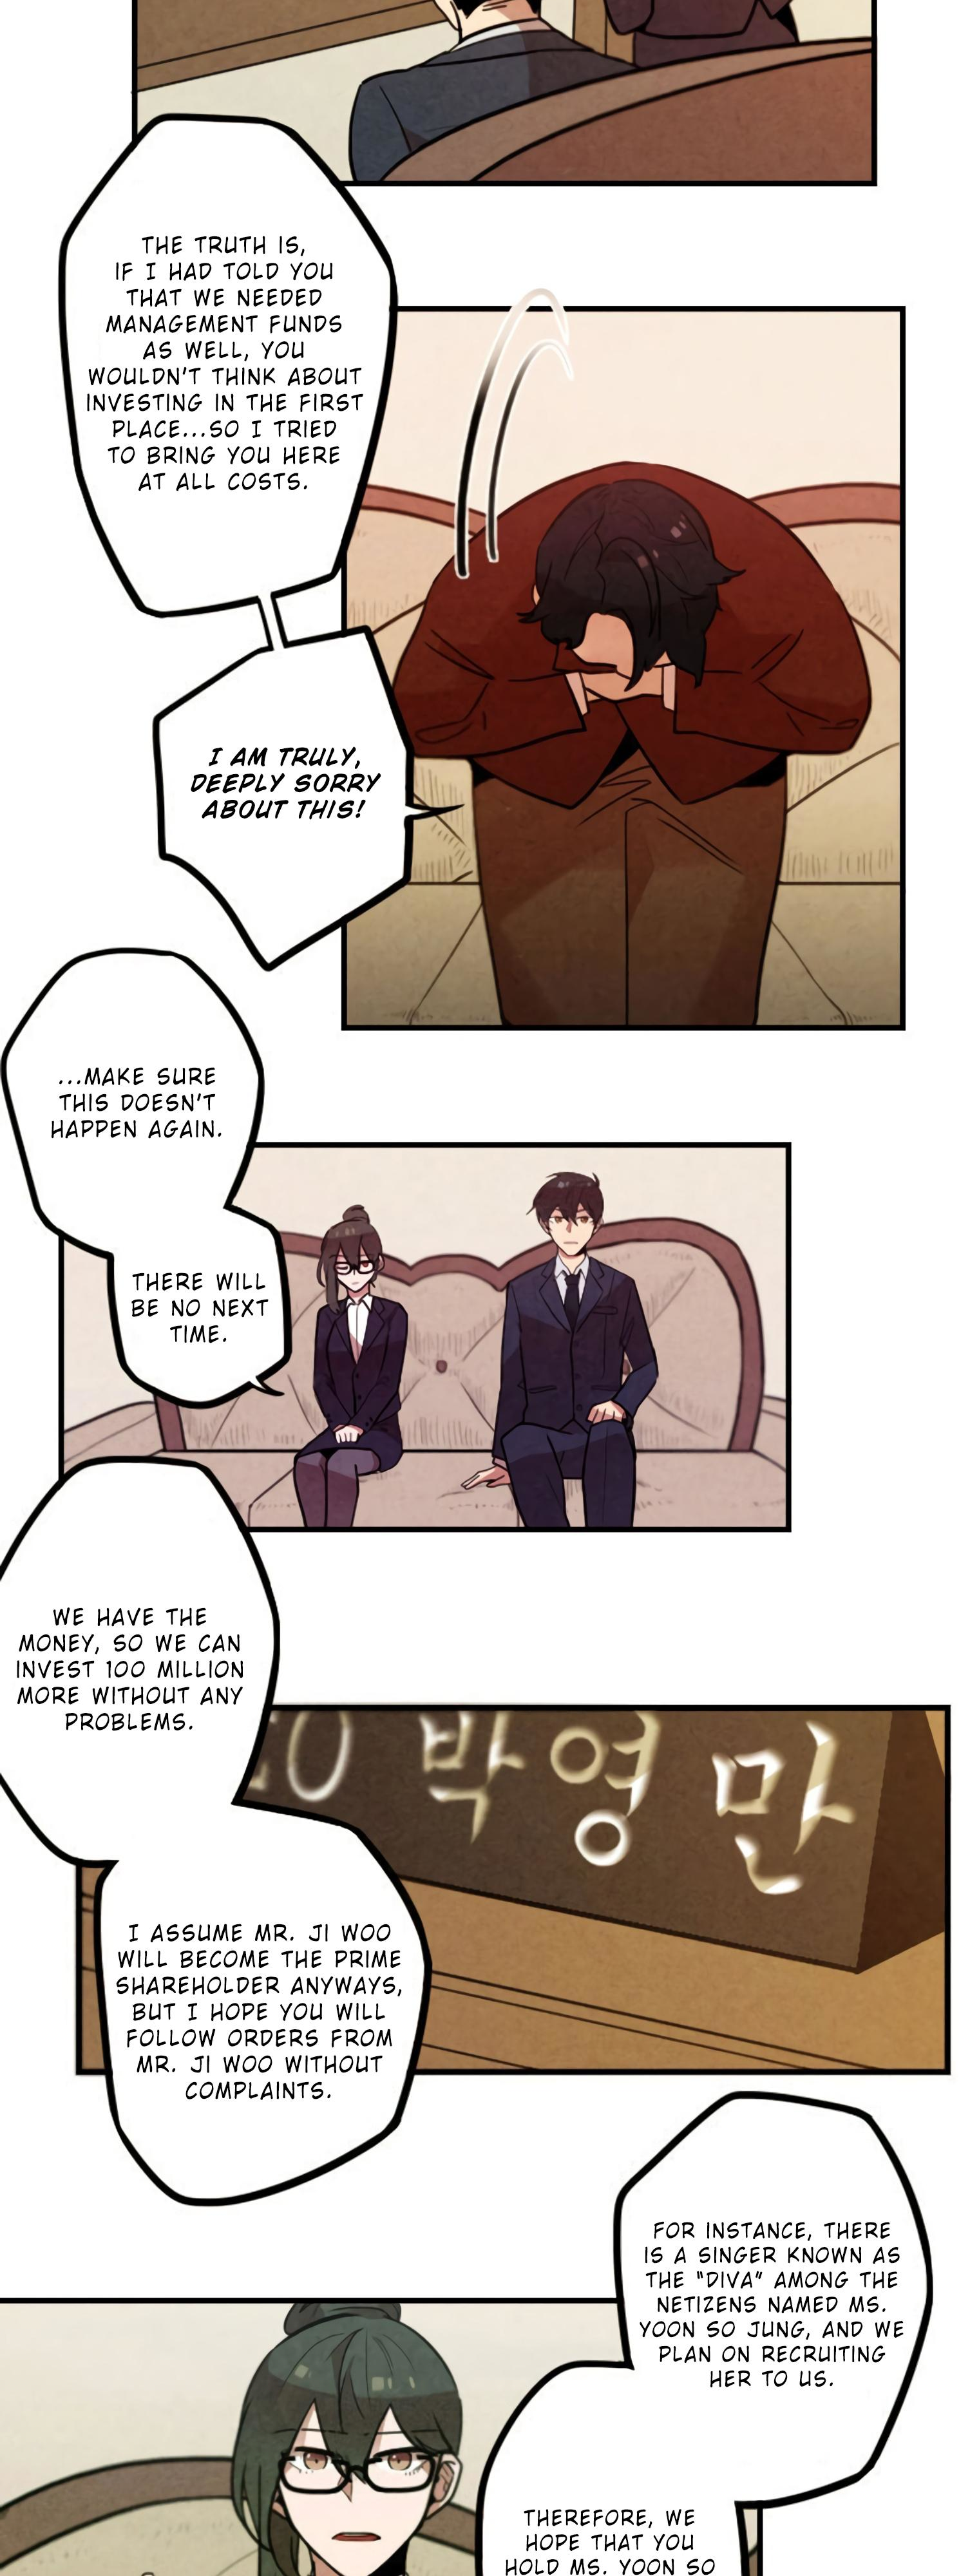 THE TRUTH IS,
IF I HAD TOLD YOU
THAT WE NEEDED
MANAGEMENT FUNDS
AS WELL, YOU
WOULDN'T THINK ABOUT
INVESTING IN THE FIRST
PLACE...SO I TRIED
TO BRING YOU HERE
AT ALL COSTS.
I AM TRULY,
DEEPLY SORRY
ABOUT THIS!
...MAKE SURE
THIS DOESN'T
HAPPEN AGAIN.
THERE WILL
BE NO NEXT
TIME.
WE HAVE THE
MONEY, SO WE CAN
INVEST 100 MILLION
MORE WITHOUT ANY
PROBLEMS.
박영만
I ASSUME MR. JI WOO
WILL BECOME THE PRIME
SHAREHOLDER ANYWAYS,
BUT I HOPE YOU WILL
FOLLOW ORDERS FROM
MR. JI WOO WITHOUT
COMPLAINTS.
FOR INSTANCE, THERE
IS A SINGER KNOWN AS
THE "DIVA" AMONG THE
NETIZENS NAMED MS.
YOON SO JUNG, AND WE
PLAN ON RECRUITING
HER TO US.
THEREFORE, WE
HOPE THAT YOU
HOLD MS. YOON SO